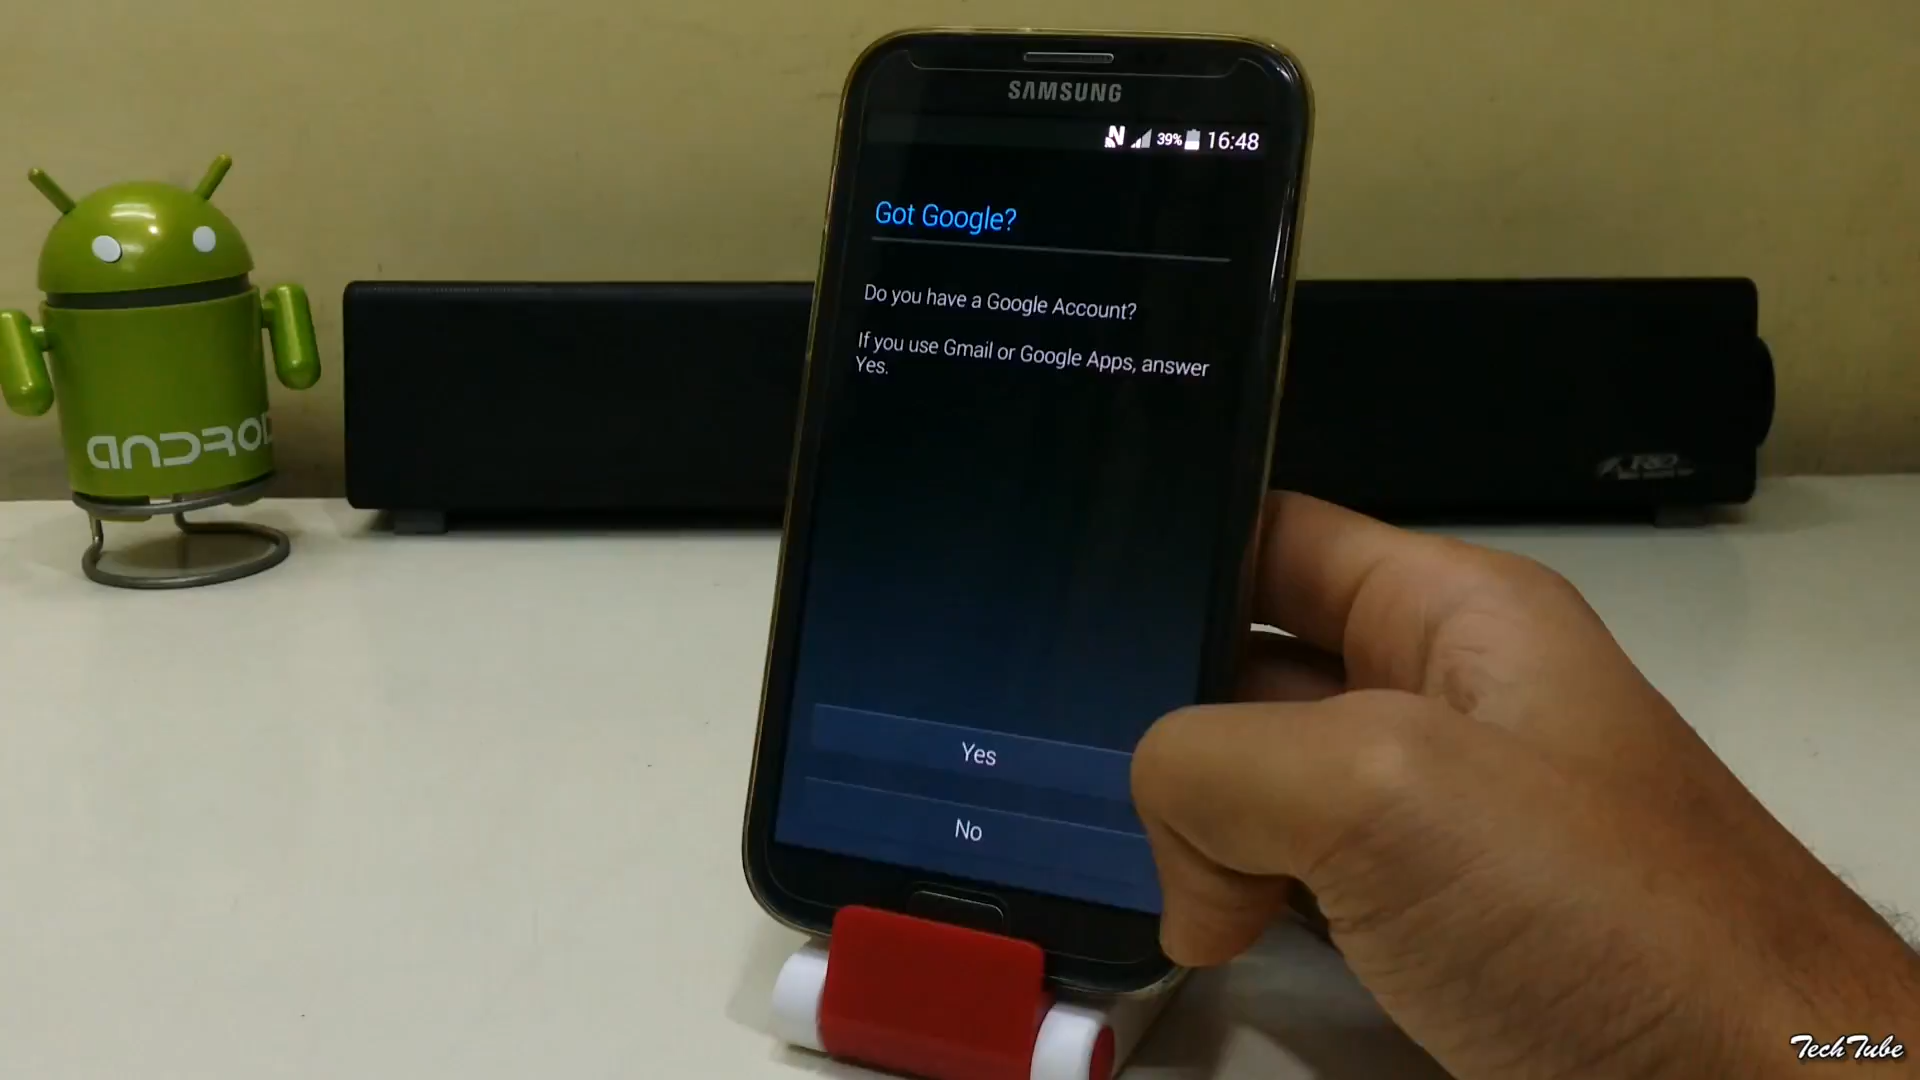 SAMSUNG
39% 16:48
Got Google?
Do you have a Google Account?
If you use Gmail or Google Apps, answer
Yes.
Yes
No
ANDROID
F&D
TechTube